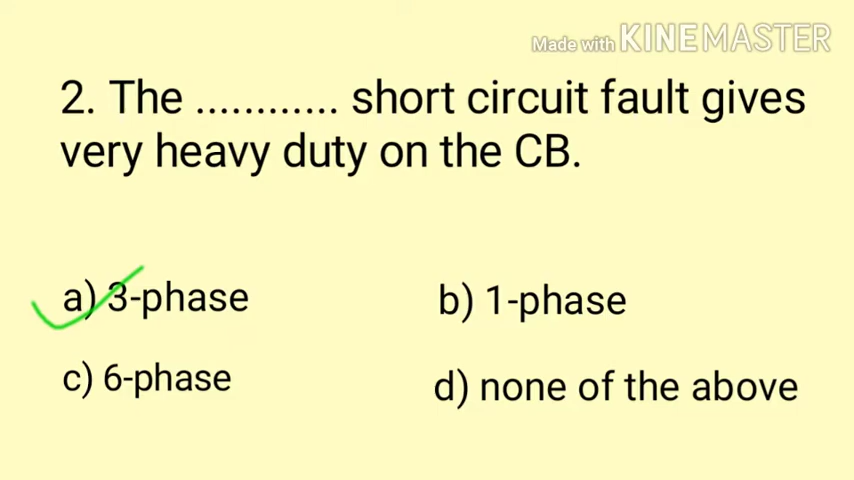 Made with KINEMASTER
2. The ............ short circuit fault gives
very heavy duty on the CB.
a) 3-phase
b) 1-phase
c) 6-phase
d) none of the above